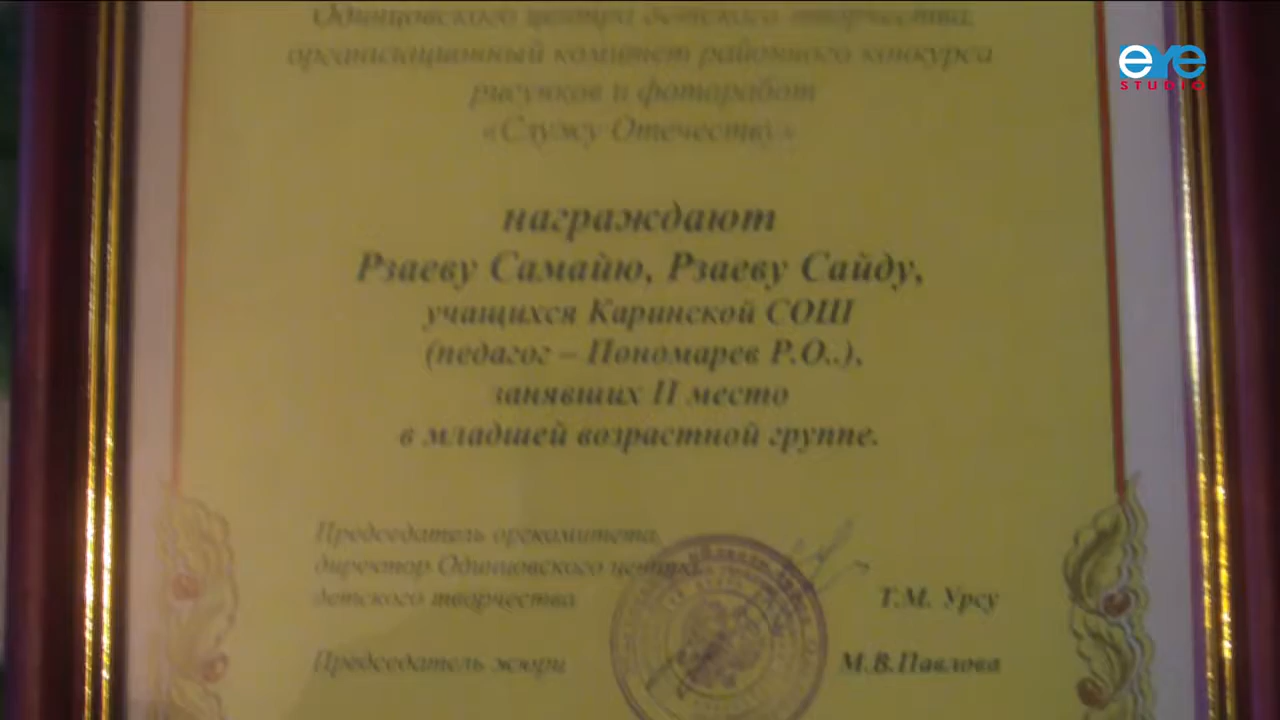 Одинцовского центра детского творчества,
организационный комитет районного конкурса
рисунков и фоторабот
«Служу Отечеству»
награждают
Рзаеву Самайю, Рзаеву Сайду,
учащихся Каринской СОШ
(педагог – Пономарев Р.О..),
занявших II место
в младшей возрастной группе.
Председатель оргкомитета,
директор Одинцовского центра
детского творчества
Т.М. Урсу
Председатель жюри
М.В.Павлова
eye
STUDIO